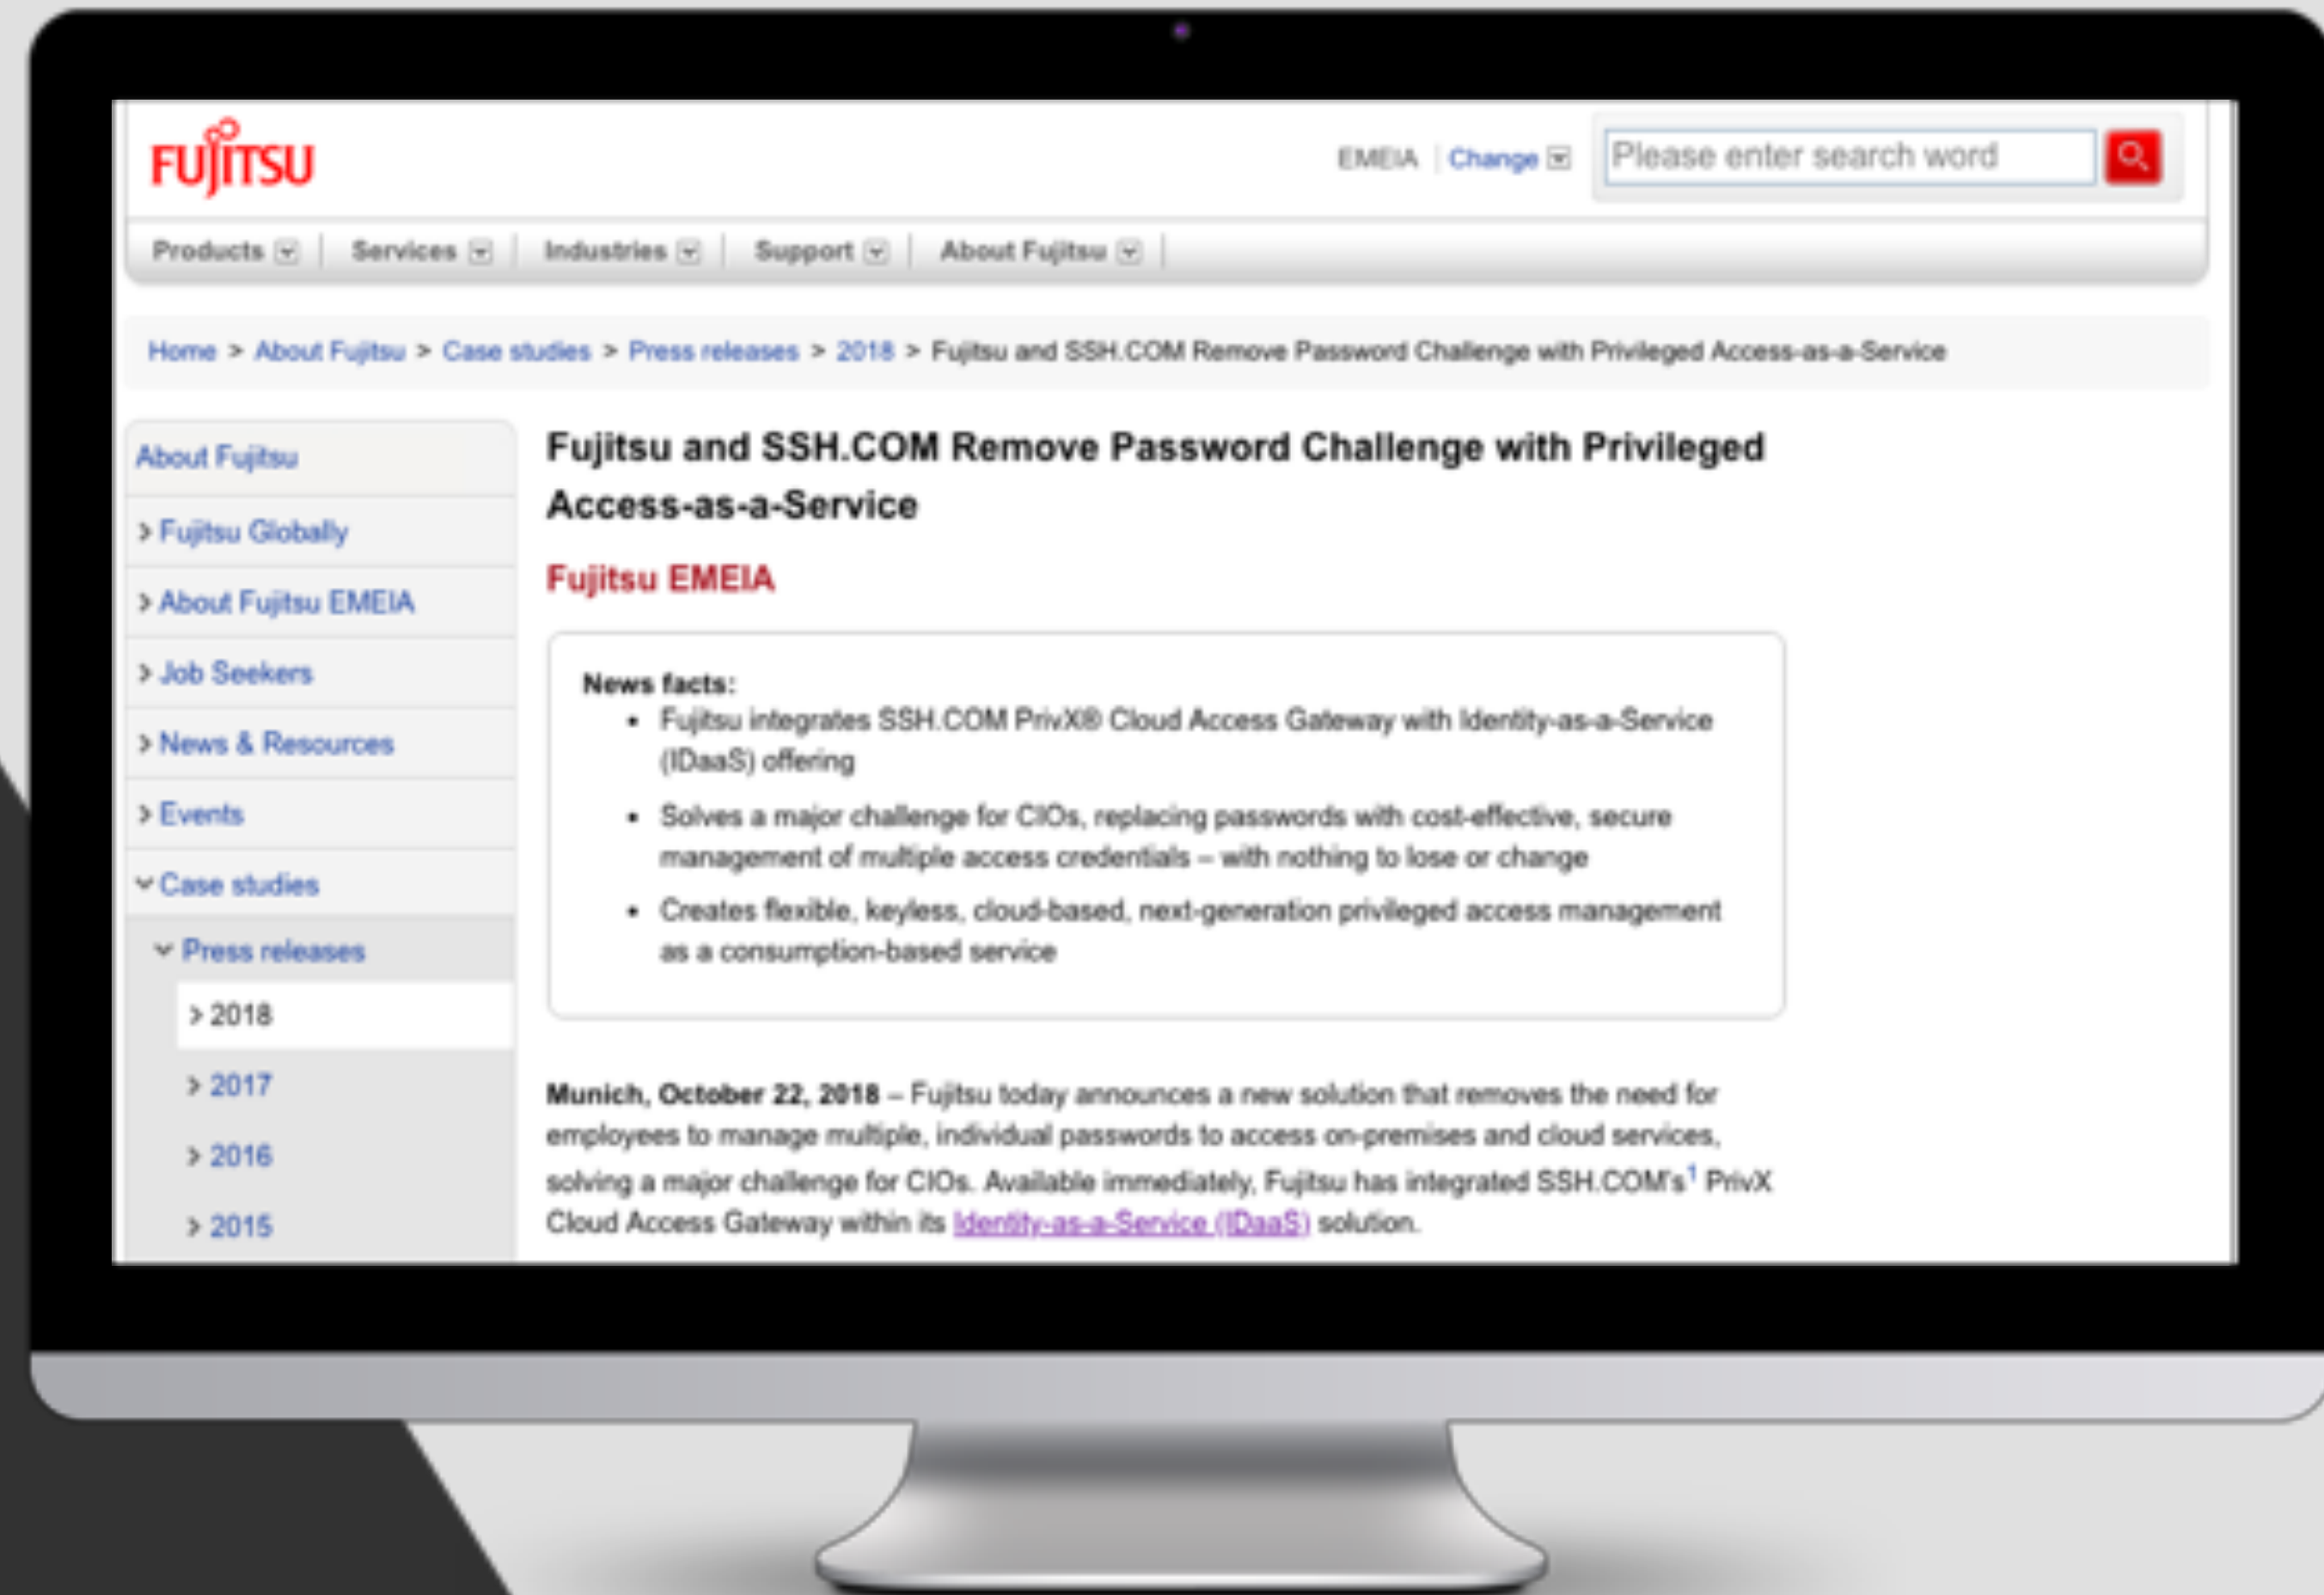 FUJITSU
EMEIA Change Please enter search word
Products Services Industries Support About Fujitsu
Home > About Fujitsu > Case studies > Press releases > 2018 > Fujitsu and SSH.COM Remove Password Challenge with Privileged Access-as-a-Service
About Fujitsu
> Fujitsu Globally
> About Fujitsu EMEIA
> Job Seekers
> News & Resources
> Events
Case studies
Press releases
> 2018
> 2017
> 2016
> 2015
Fujitsu and SSH.COM Remove Password Challenge with Privileged
Access-as-a-Service
Fujitsu EMEIA
News facts:
• Fujitsu integrates SSH.COM PrivX® Cloud Access Gateway with Identity-as-a-Service
(IDaaS) offering
• Solves a major challenge for CIOs, replacing passwords with cost-effective, secure
management of multiple access credentials – with nothing to lose or change
• Creates flexible, keyless, cloud-based, next-generation privileged access management
as a consumption-based service
Munich, October 22, 2018 – Fujitsu today announces a new solution that removes the need for
employees to manage multiple, individual passwords to access on-premises and cloud services,
solving a major challenge for CIOs. Available immediately, Fujitsu has integrated SSH.COM's¹ PrivX
Cloud Access Gateway within its Identity-as-a-Service (IDaaS) solution.